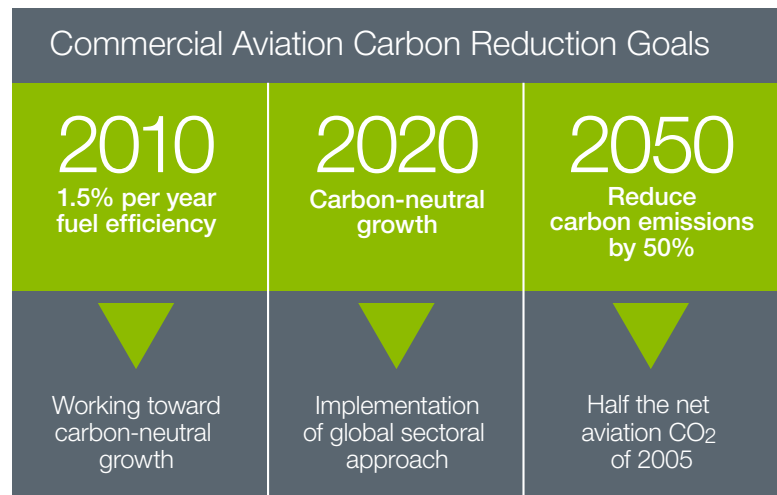 Commercial Aviation Carbon Reduction Goals
2010
1.5% per year
fuel efficiency
Working toward
carbon-neutral
growth
2020
Carbon-neutral
growth
Implementation
of global sectoral
approach
2050
Reduce
carbon emissions
by 50%
Half the net
aviation CO2
of 2005